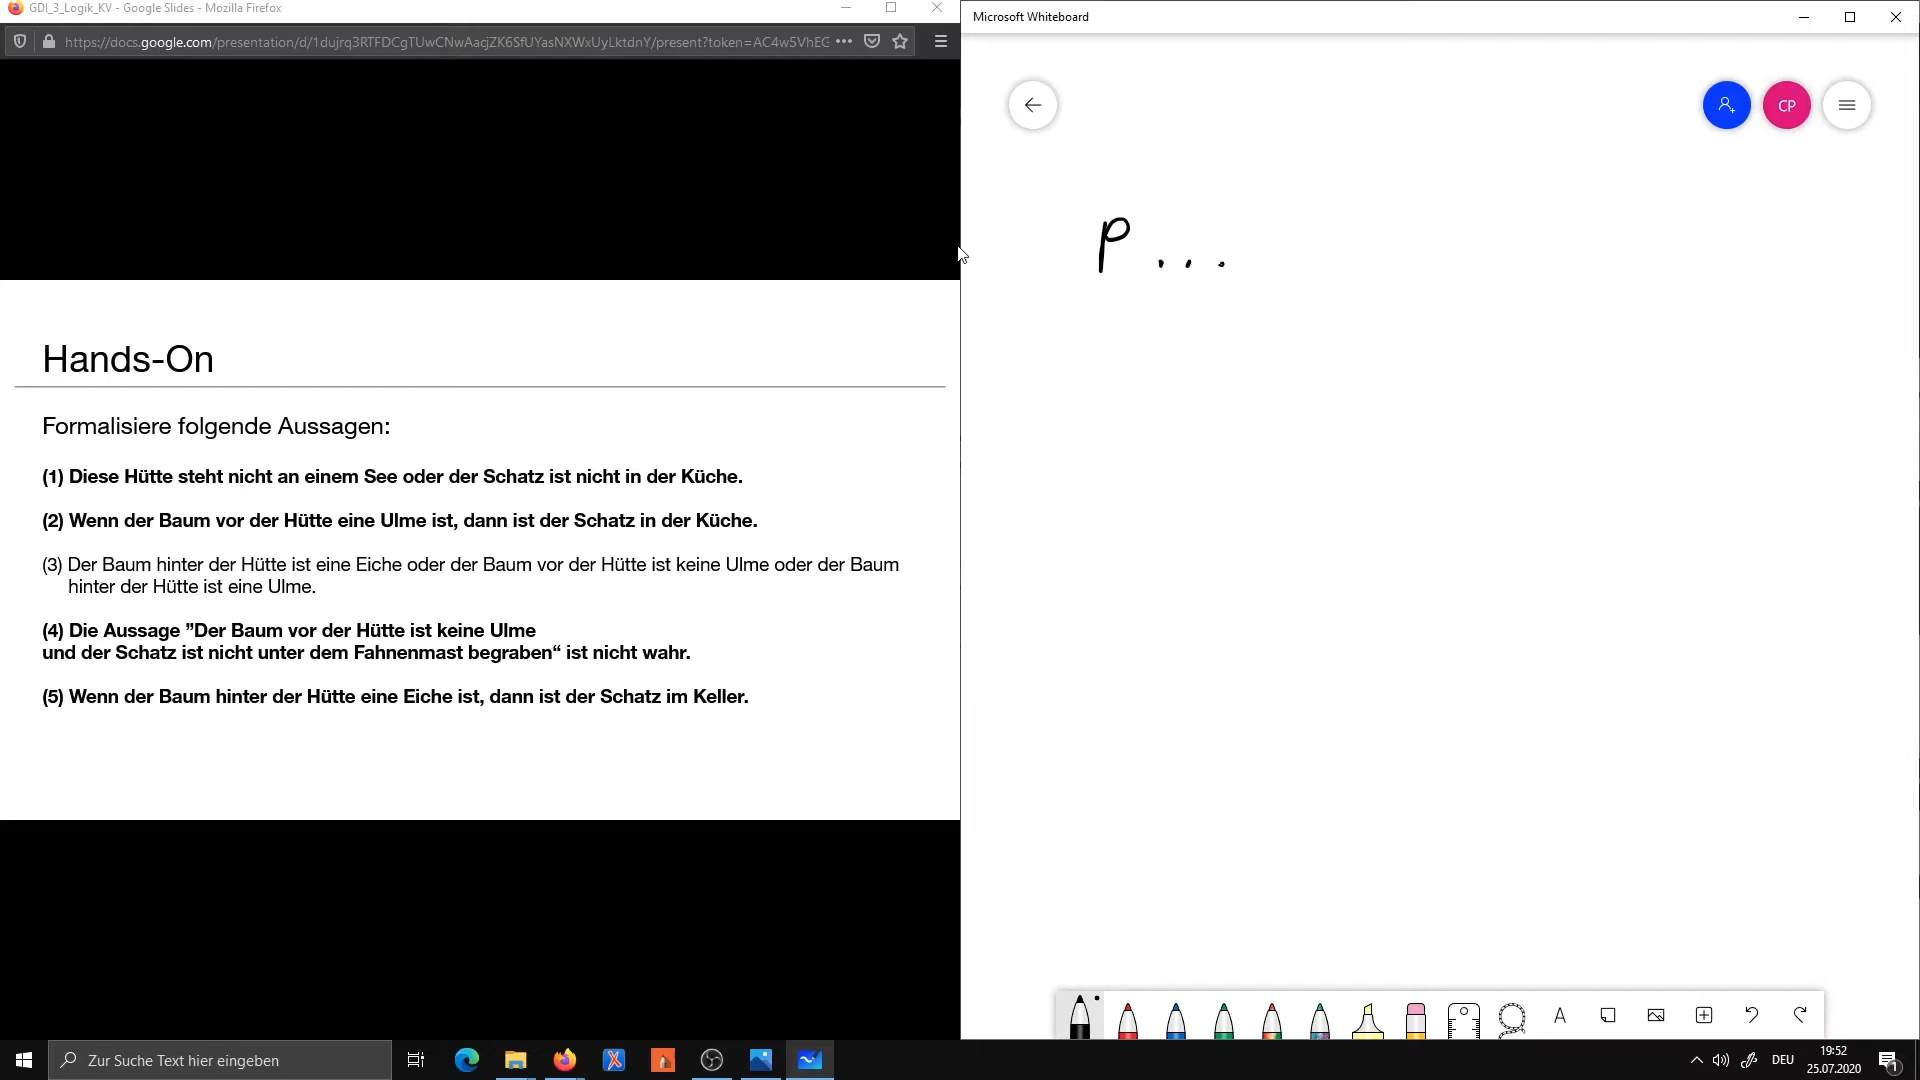 GDI_3_Logik_KV - Google Slides - Mozilla Firefox
https://docs.google.com/presentation/d/1dujrq3RTFDCgTUwCNwAacjZK6SfUYasNXWxUyLktdnY/present?token=AC4w5VhEG
Hands-On
Formalisiere folgende Aussagen:
(1) Diese Hütte steht nicht an einem See oder der Schatz ist nicht in der Küche.
(2) Wenn der Baum vor der Hütte eine Ulme ist, dann ist der Schatz in der Küche.
(3) Der Baum hinter der Hütte ist eine Eiche oder der Baum vor der Hütte ist keine Ulme oder der Baum
hinter der Hütte ist eine Ulme.
(4) Die Aussage ”Der Baum vor der Hütte ist keine Ulme
und der Schatz ist nicht unter dem Fahnenmast begraben“ ist nicht wahr.
(5) Wenn der Baum hinter der Hütte eine Eiche ist, dann ist der Schatz im Keller.
Microsoft Whiteboard
CP
P ...
A
Zur Suche Text hier eingeben
DEU
19:52
25.07.2020
1